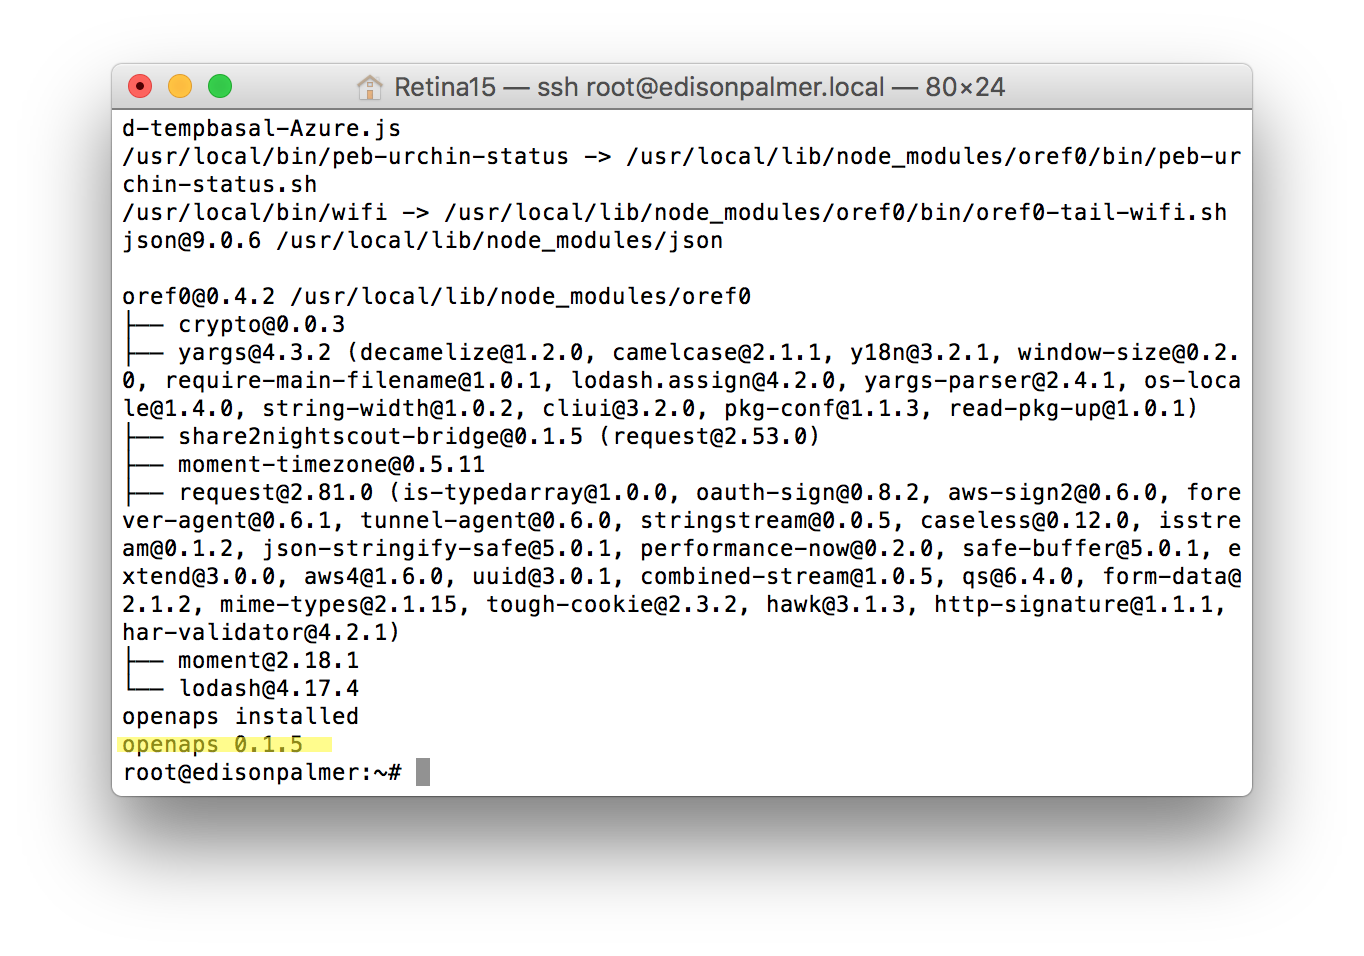 Retina15 — ssh root@edisonpalmer.local — 80×24
d-tempbasal-Azure.js
/usr/local/bin/peb-urchin-status -> /usr/local/lib/node_modules/oref0/bin/peb-ur
chin-status.sh
/usr/local/bin/wifi -> /usr/local/lib/node_modules/oref0/bin/oref0-tail-wifi.sh
json@9.0.6 /usr/local/lib/node_modules/json

oref0@0.4.2 /usr/local/lib/node_modules/oref0
├── crypto@0.0.3
├── yargs@4.3.2 (decamelize@1.2.0, camelcase@2.1.1, y18n@3.2.1, window-size@0.2.
0, require-main-filename@1.0.1, lodash.assign@4.2.0, yargs-parser@2.4.1, os-loca
le@1.4.0, string-width@1.0.2, cliui@3.2.0, pkg-conf@1.1.3, read-pkg-up@1.0.1)
├── share2nightscout-bridge@0.1.5 (request@2.53.0)
├── moment-timezone@0.5.11
├── request@2.81.0 (is-typedarray@1.0.0, oauth-sign@0.8.2, aws-sign2@0.6.0, fore
ver-agent@0.6.1, tunnel-agent@0.6.0, stringstream@0.0.5, caseless@0.12.0, isstre
am@0.1.2, json-stringify-safe@5.0.1, performance-now@0.2.0, safe-buffer@5.0.1, e
xtend@3.0.0, aws4@1.6.0, uuid@3.0.1, combined-stream@1.0.5, qs@6.4.0, form-data@
2.1.2, mime-types@2.1.15, tough-cookie@2.3.2, hawk@3.1.3, http-signature@1.1.1,
har-validator@4.2.1)
├── moment@2.18.1
└── lodash@4.17.4
openaps installed
openaps 0.1.5
root@edisonpalmer:~#